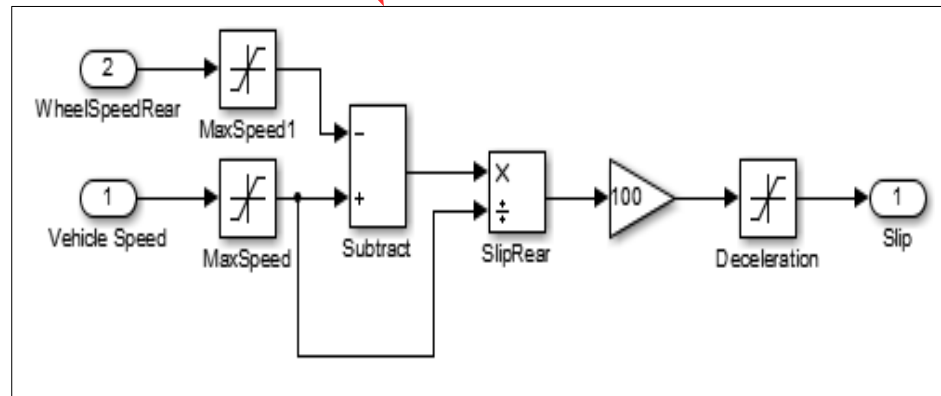 2
WheelSpeedRear
MaxSpeed1
1
Vehicle Speed
MaxSpeed
−
+
Subtract
×
÷
SlipRear
100
Deceleration
1
Slip